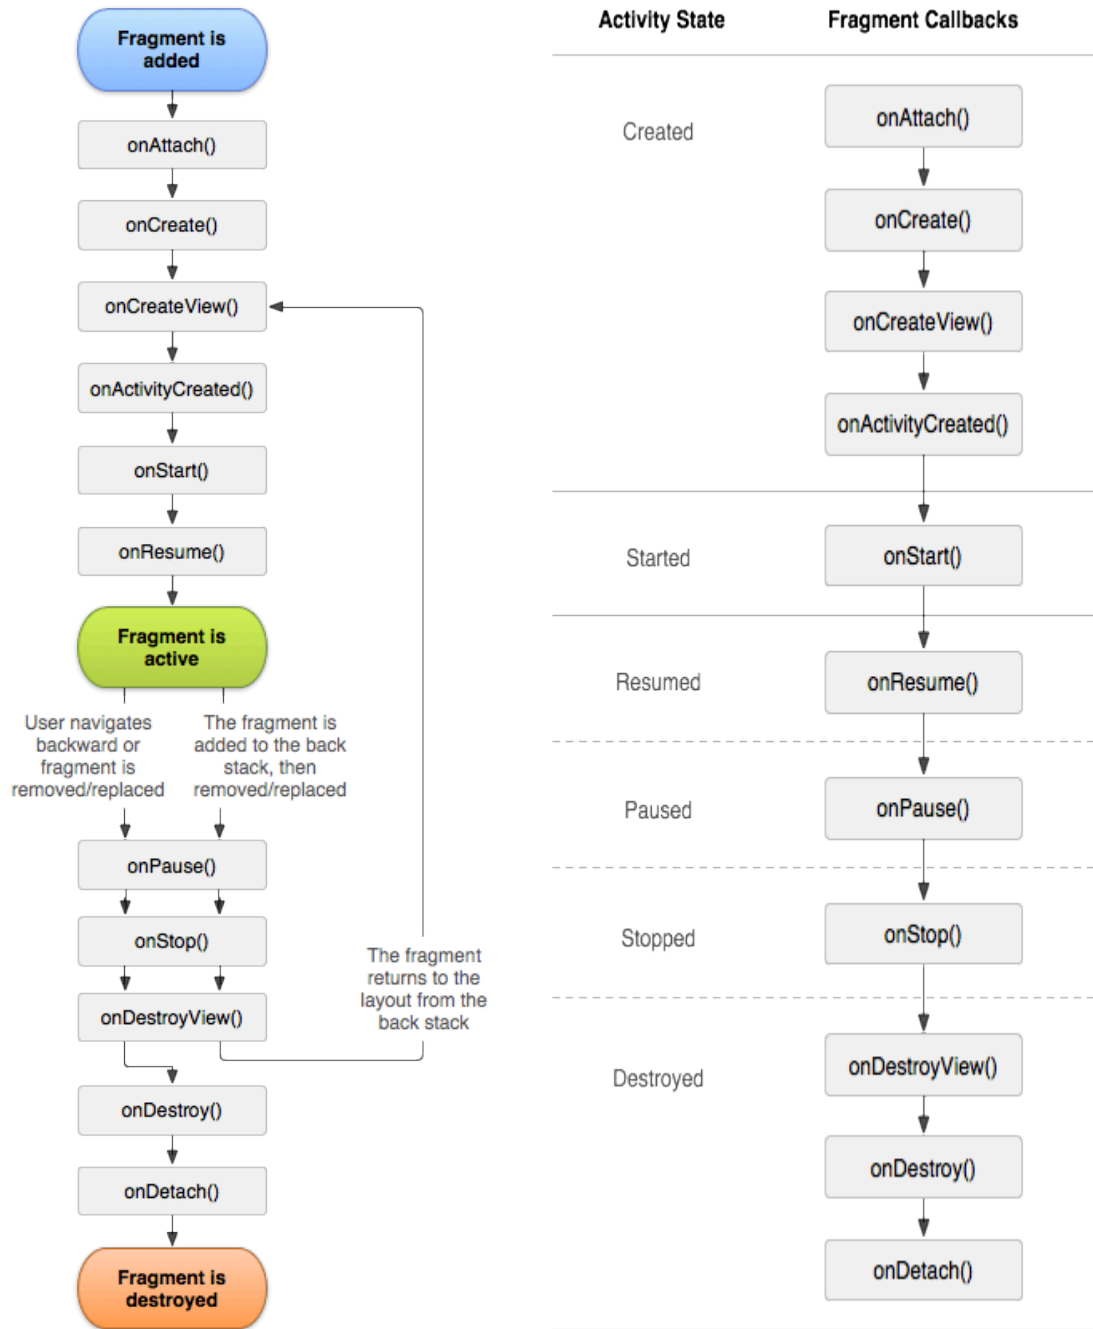 Fragment is
added
onAttach()
onCreate()
onCreateView()
onActivityCreated()
onStart()
onResume()
Fragment is
active
User navigates
backward or
fragment is
removed/replaced
The fragment is
added to the back
stack, then
removed/replaced
onPause()
onStop()
onDestroyView()
The fragment
returns to the
layout from the
back stack
onDestroy()
onDetach()
Fragment is
destroyed
Activity State
Fragment Callbacks
Created
onAttach()
onCreate()
onCreateView()
onActivityCreated()
Started
onStart()
Resumed
onResume()
Paused
onPause()
Stopped
onStop()
Destroyed
onDestroyView()
onDestroy()
onDetach()